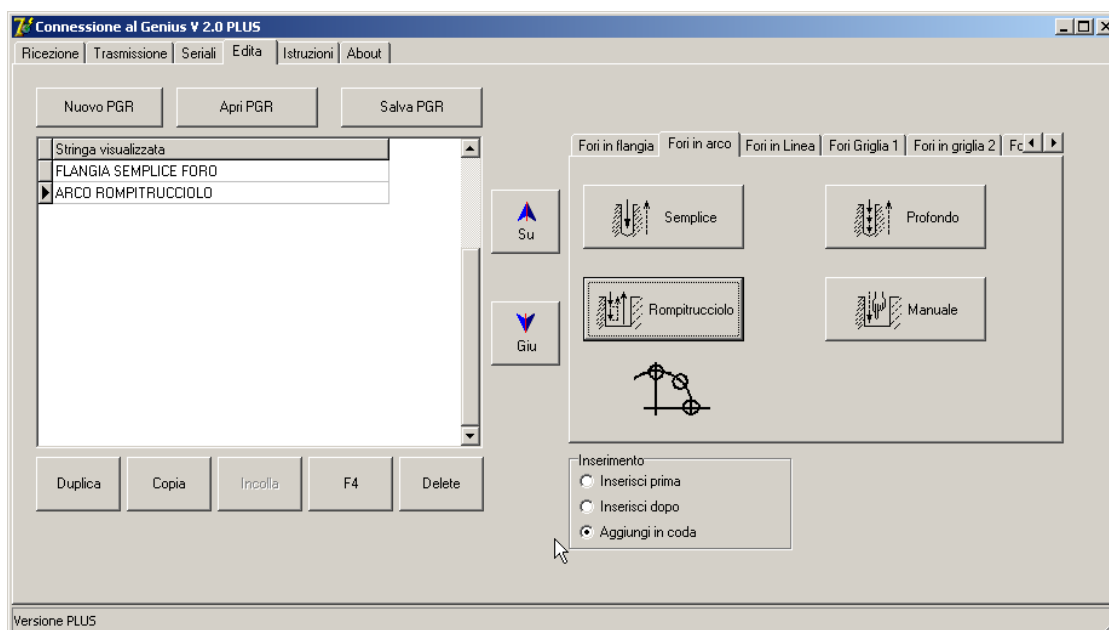 Connessione al Genius V 2.0 PLUS
Ricezione Trasmissione Seriali Edita Istruzioni About
Nuovo PGR Apri PGR Salva PGR
Stringa visualizzata
FLANGIA SEMPLICE FORO
ARCO ROMPITRUCCIOLO
Su
Giu
Fori in flangia Fori in arco Fori in Linea Fori Griglia 1 Fori in griglia 2
Semplice Profondo
Rompitrucciolo Manuale
Duplica Copia Incolla F4 Delete
Inserimento
Inserisci prima
Inserisci dopo
Aggiungi in coda
Versione PLUS